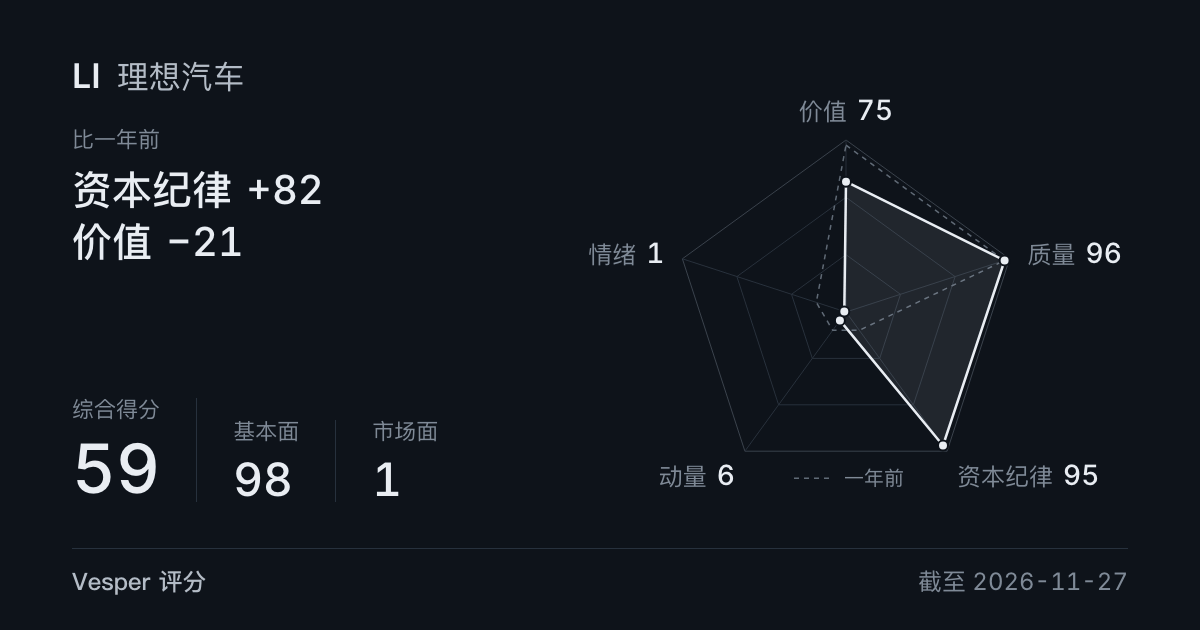 LI 理想汽车
比一年前
资本纪律 +82
价值 −21
综合得分
59
基本面
98
市场面
1
价值 75
情绪 1
质量 96
动量 6
一年前
资本纪律 95
Vesper 评分
截至 2026-11-27